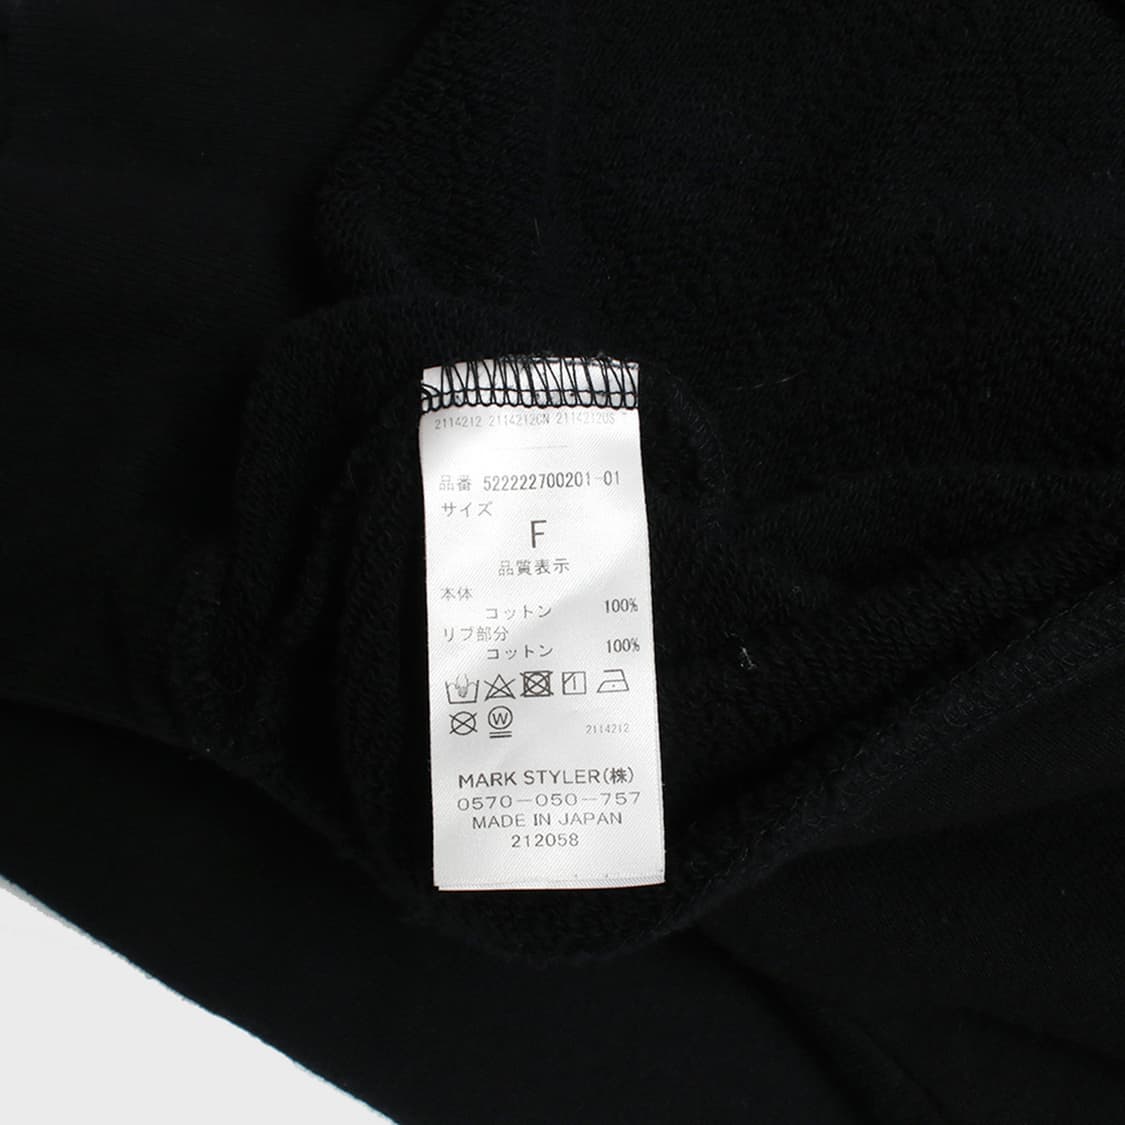 2114212 2114212CN 2114212US
品番 522222700201-01
サイズ
F
品質表示
本体
コットン 100%
リブ部分
コットン 100%
W
2114212
MARK STYLER(株)
0570-050-757
MADE IN JAPAN
212058